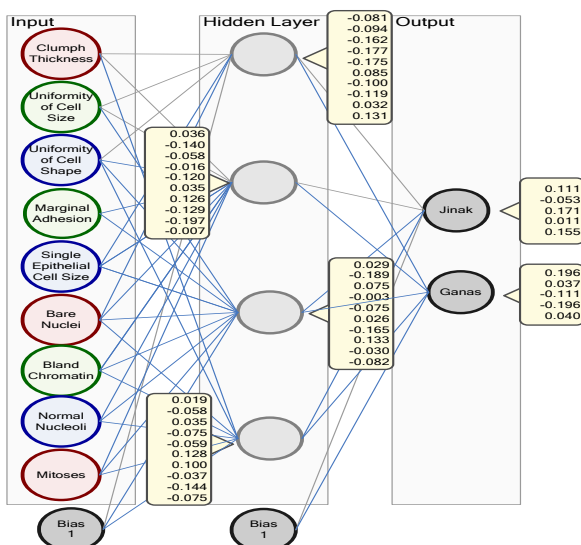 Input
Hidden Layer
Output
Clumph
Thickness
Uniformity
of Cell
Size
Uniformity
of Cell
Shape
Marginal
Adhesion
Single
Epithelial
Cell Size
Bare
Nuclei
Bland
Chromatin
Normal
Nucleoli
Mitoses
Bias
1
0.036
-0.140
-0.058
-0.016
-0.120
0.035
0.126
-0.129
-0.197
-0.007
0.019
-0.058
0.035
-0.075
-0.059
0.128
0.100
-0.037
-0.144
-0.075
Bias
1
-0.081
-0.094
-0.162
-0.177
-0.175
0.085
-0.100
-0.119
0.032
0.131
0.029
-0.189
0.075
-0.003
-0.075
0.026
-0.165
0.133
-0.030
-0.082
Jinak
Ganas
0.111
-0.053
0.171
0.011
0.155
0.196
0.037
-0.111
-0.196
0.040